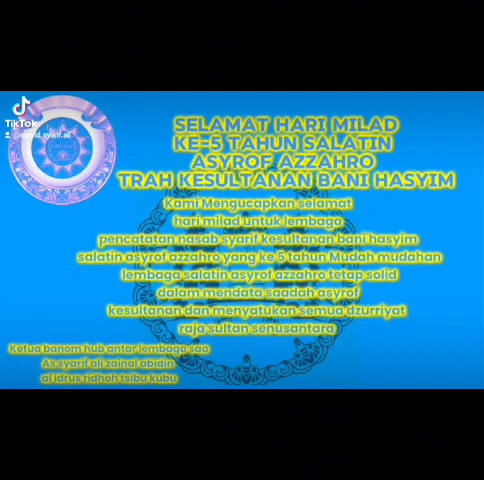 TikTok
SELAMAT HARI MILAD
KE-5 TAHUN SALATIN
ASYROF AZZAHRO
TRAH KESULTANAN BANI HASYIM
Kami Mengucapkan selamat
hari milad untuk lembaga
pencatatan nasab syarif kesultanan bani hasyim
salatin asyrof azzahro yang ke 5 tahun Mudah mudahan
lembaga salatin asyrof azzahro tetap solid
dalam mendata saadah asyrof
kesultanan dan menyatukan semua dzurriyat
raja sultan senusantara
Ketua banom hub antar lembaga saa
As syarif ali zainal abidin
al idrus ridhoh tsibu kubu